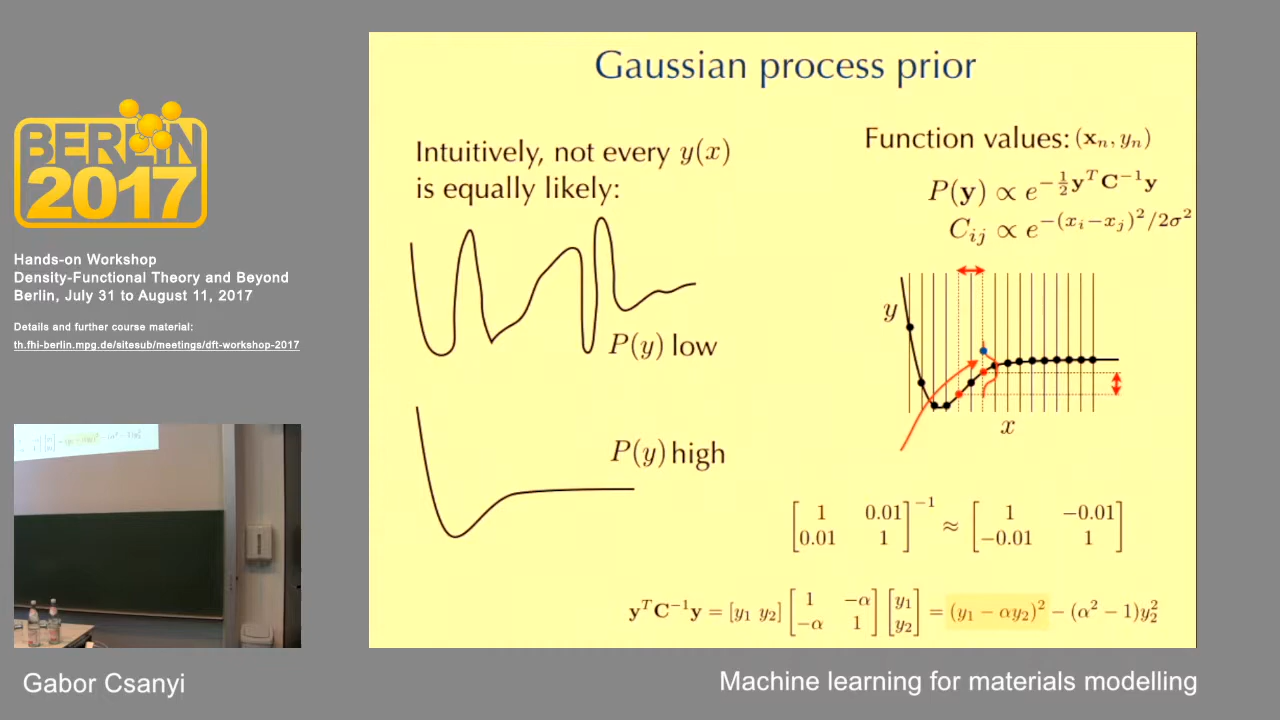 BERLIN
2017
Hands-on Workshop
Density-Functional Theory and Beyond
Berlin, July 31 to August 11, 2017
Details and further course material:
th.fhi-berlin.mpg.de/sitesub/meetings/dft-workshop-2017
Gaussian process prior
Intuitively, not every y(x)
is equally likely:
P(y) low
P(y) high
Function values: (𝐱ₙ, yₙ)
P(𝐲) ∝ e^{−½𝐲ᵀ𝐂⁻¹𝐲}
C_{ij} ∝ e^{−(x_i−x_j)²/2σ²}
y
x
[1 0.01; 0.01 1]⁻¹ ≈ [1 −0.01; −0.01 1]
𝐲ᵀ𝐂⁻¹𝐲 = [y₁ y₂] [1 −α; −α 1] [y₁; y₂] = (y₁ − αy₂)² − (α² − 1)y₂²
Gabor Csanyi
Machine learning for materials modelling